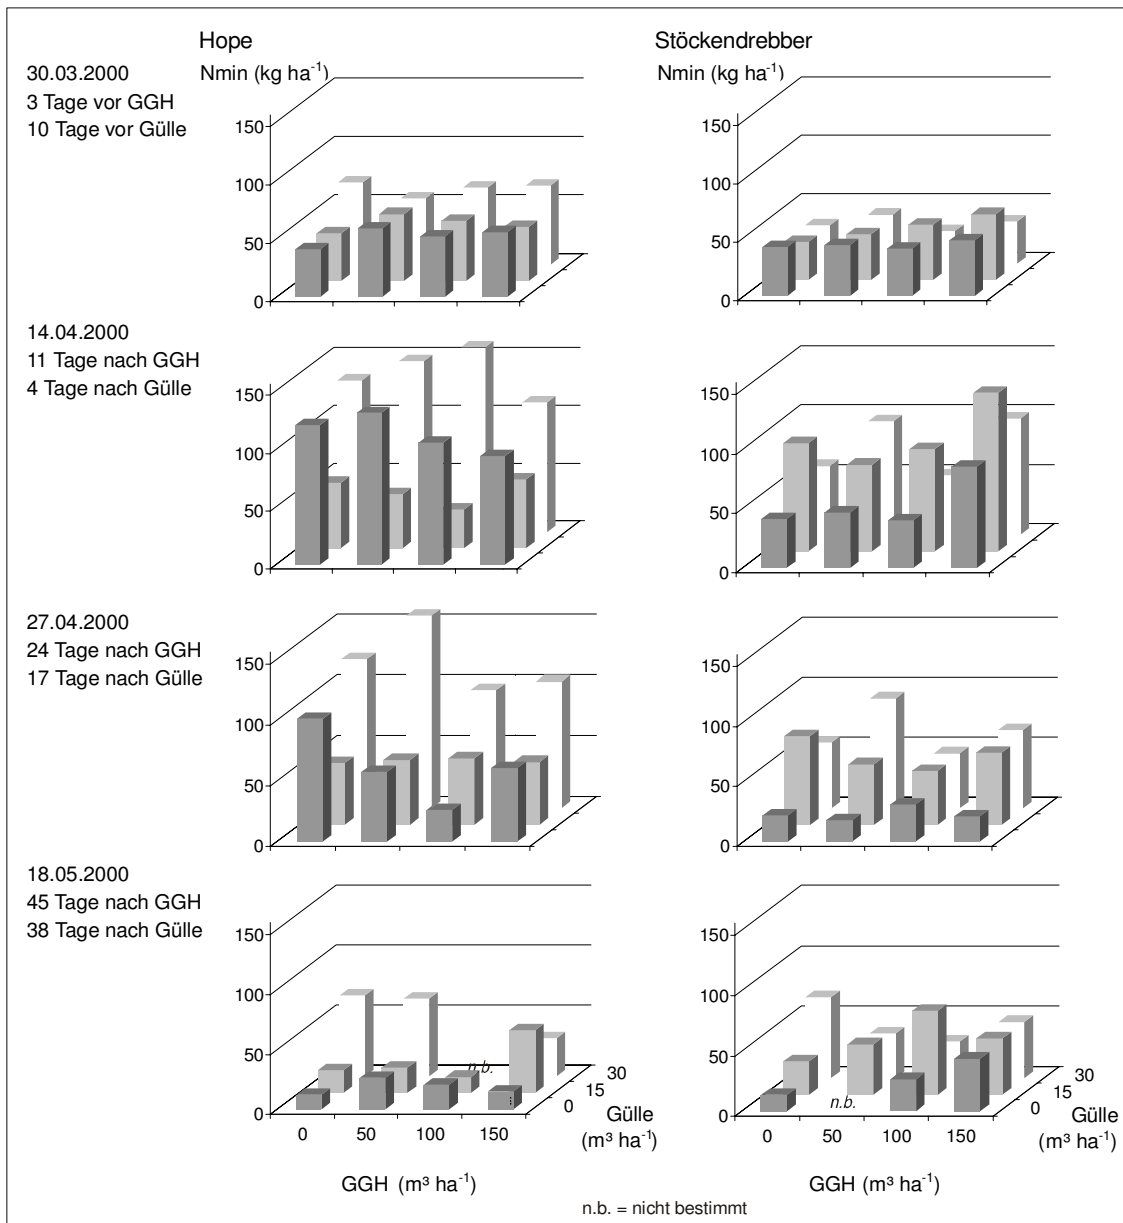 Hope
Stöckendrebber
30.03.2000
3 Tage vor GGH
10 Tage vor Gülle
Nmin (kg ha-1)
150
100
50
0
Nmin (kg ha-1)
150
100
50
0
14.04.2000
11 Tage nach GGH
4 Tage nach Gülle
150
100
50
0
150
100
50
0
27.04.2000
24 Tage nach GGH
17 Tage nach Gülle
150
100
50
0
150
100
50
0
18.05.2000
45 Tage nach GGH
38 Tage nach Gülle
150
100
50
0
n.b.
0 50 100 150
GGH (m³ ha-1)
0 15 30
Gülle
(m³ ha-1)
150
100
50
0
n.b.
0 50 100 150
GGH (m³ ha-1)
0 15 30
Gülle
(m³ ha-1)
n.b. = nicht bestimmt